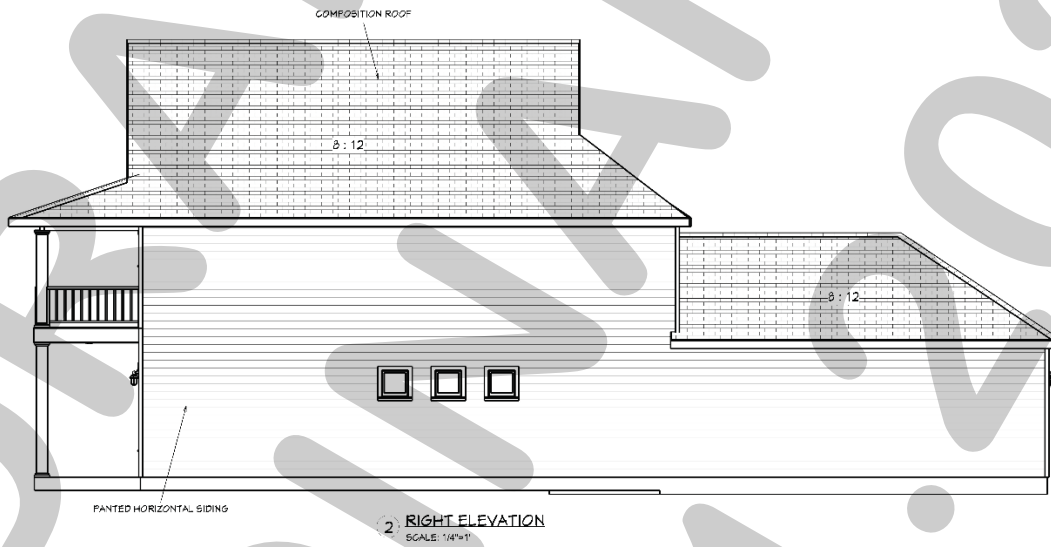 COMPOSITION ROOF
8 : 12
8 : 12
PANTED HORIZONTAL SIDING
2 RIGHT ELEVATION
SCALE: 1/4"=1'